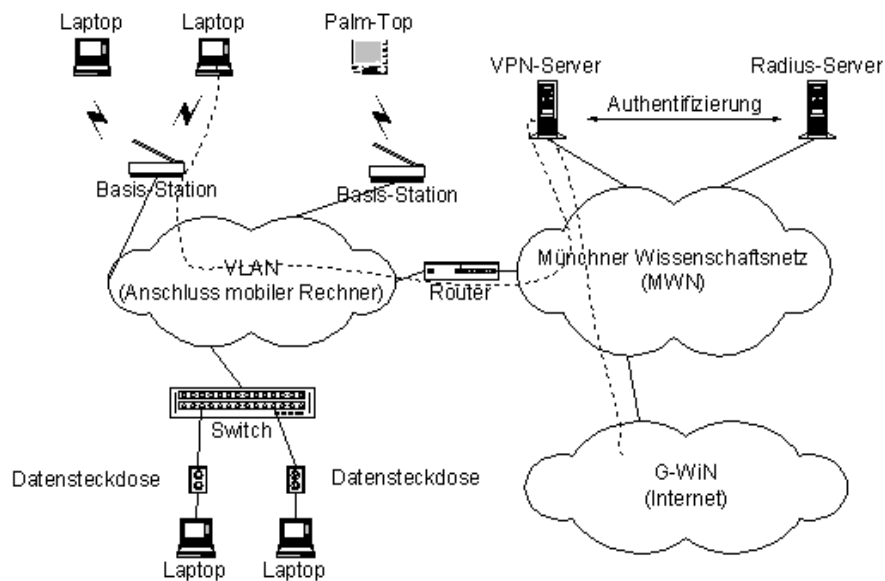 Laptop
Laptop
Palm-Top
VPN-Server
Radius-Server
Authentifizierung
Basis-Station
Basis-Station
VLAN
(Anschluss mobiler Rechner)
Router
Münchner Wissenschaftsnetz
(MWN)
Switch
Datensteckdose
Datensteckdose
G-WiN
(Internet)
Laptop
Laptop